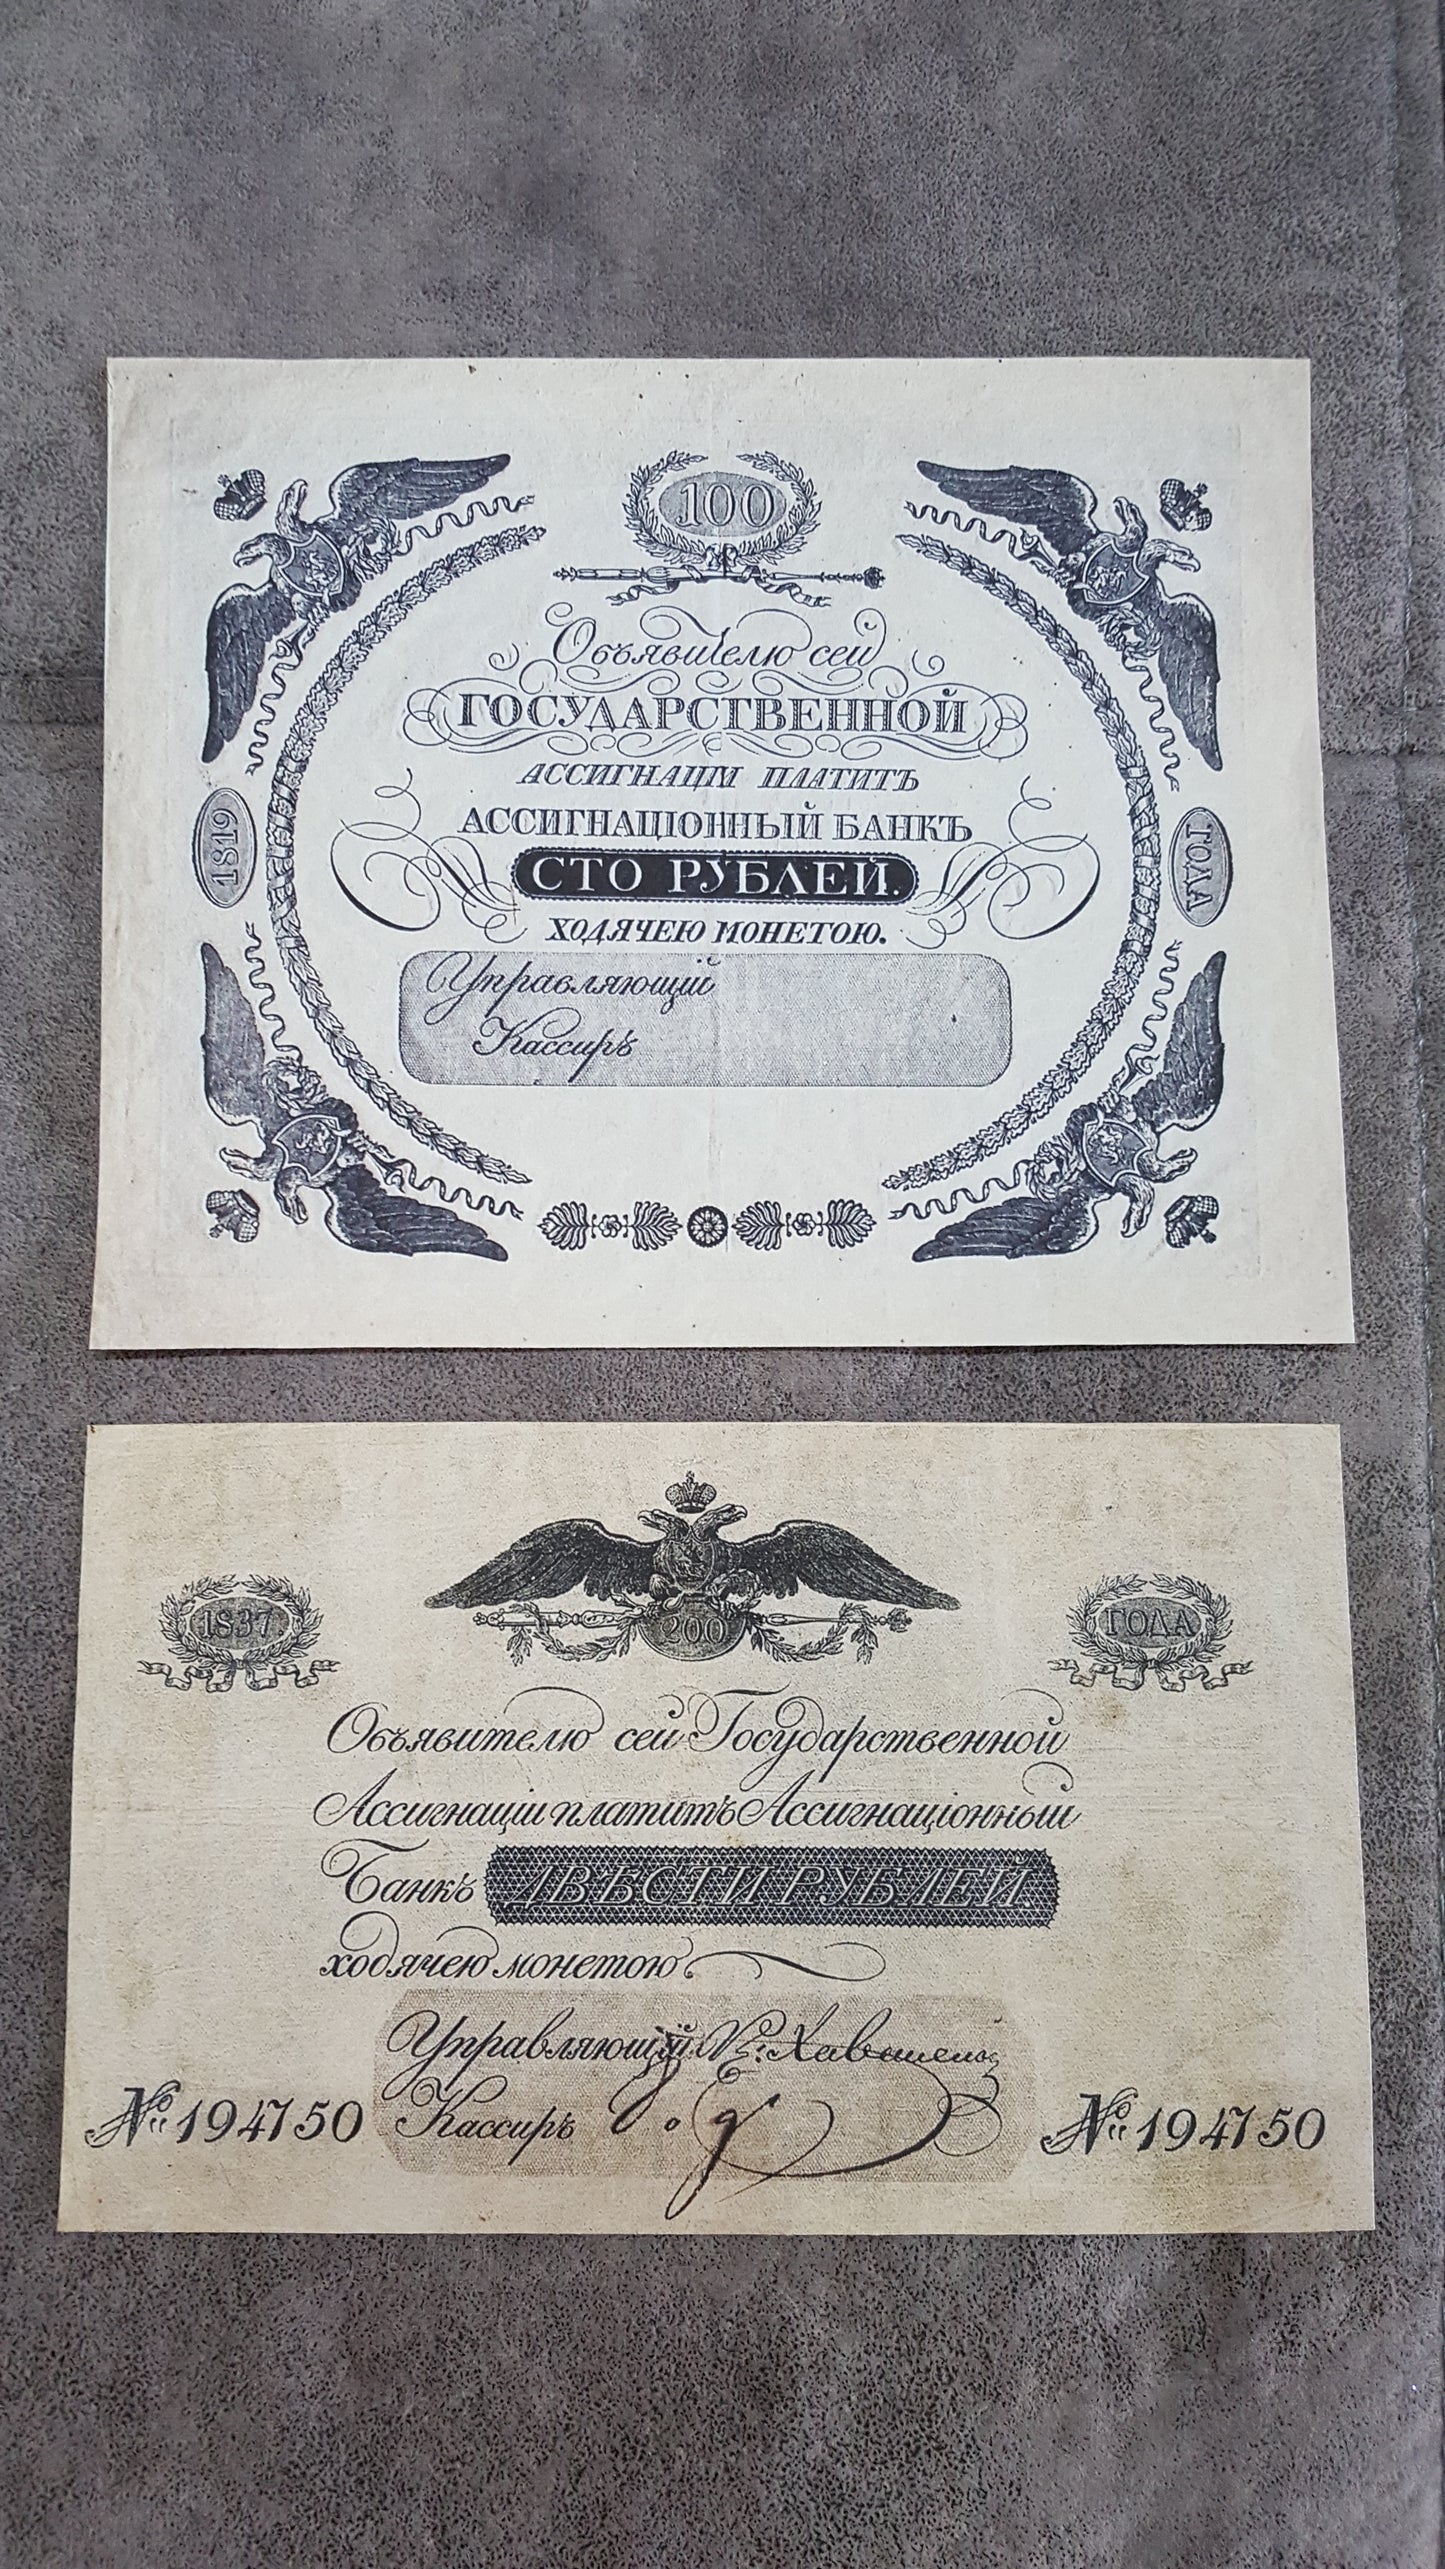 100
Объявителю сей
ГОСУДАРСТВЕННОЙ
АССИГНАЦІИ ПЛАТИТЪ
АССИГНАЦІОННЫЙ БАНКЪ
1819
СТО РУБЛЕЙ.
ГОДА
ХОДЯЧЕЮ МОНЕТОЮ.
Управляющій
Кассиръ
1837
200
ГОДА
Объявителю сей Государственной
Ассигнаціи платитъ Ассигнаціонный
Банкъ ДВѢСТИ РУБЛЕЙ.
ходячею монетою
Управляющій
№ 194750 Кассиръ № 194750